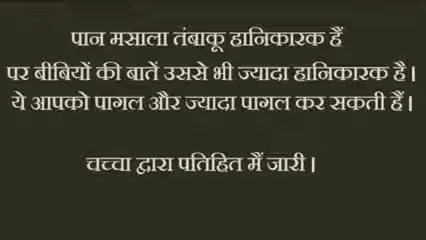 पान मसाला तंबाकू हानिकारक हैं
पर बीबियों की बातें उससे भी ज्यादा हानिकारक है।
ये आपको पागल और ज्यादा पागल कर सकती हैं।
चच्चा द्वारा पतिहित मैं जारी।